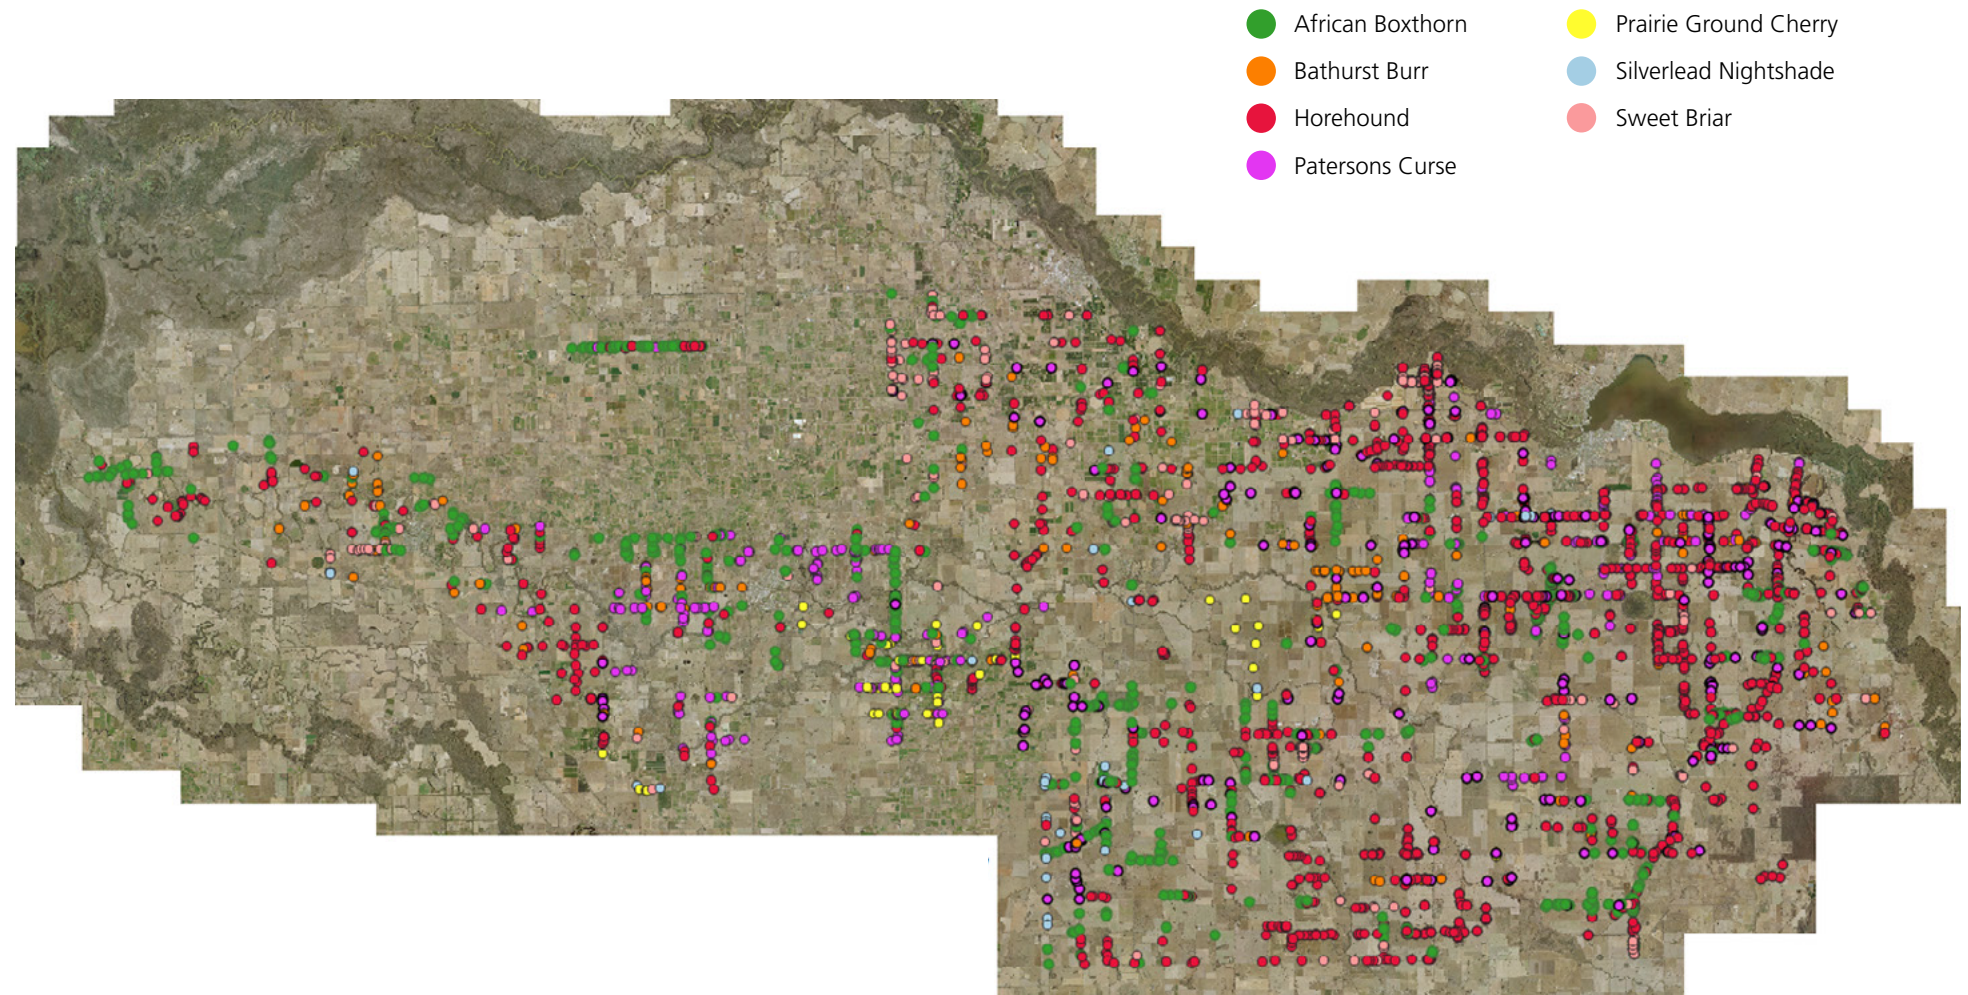 African Boxthorn
Bathurst Burr
Horehound
Patersons Curse
Prairie Ground Cherry
Silverlead Nightshade
Sweet Briar